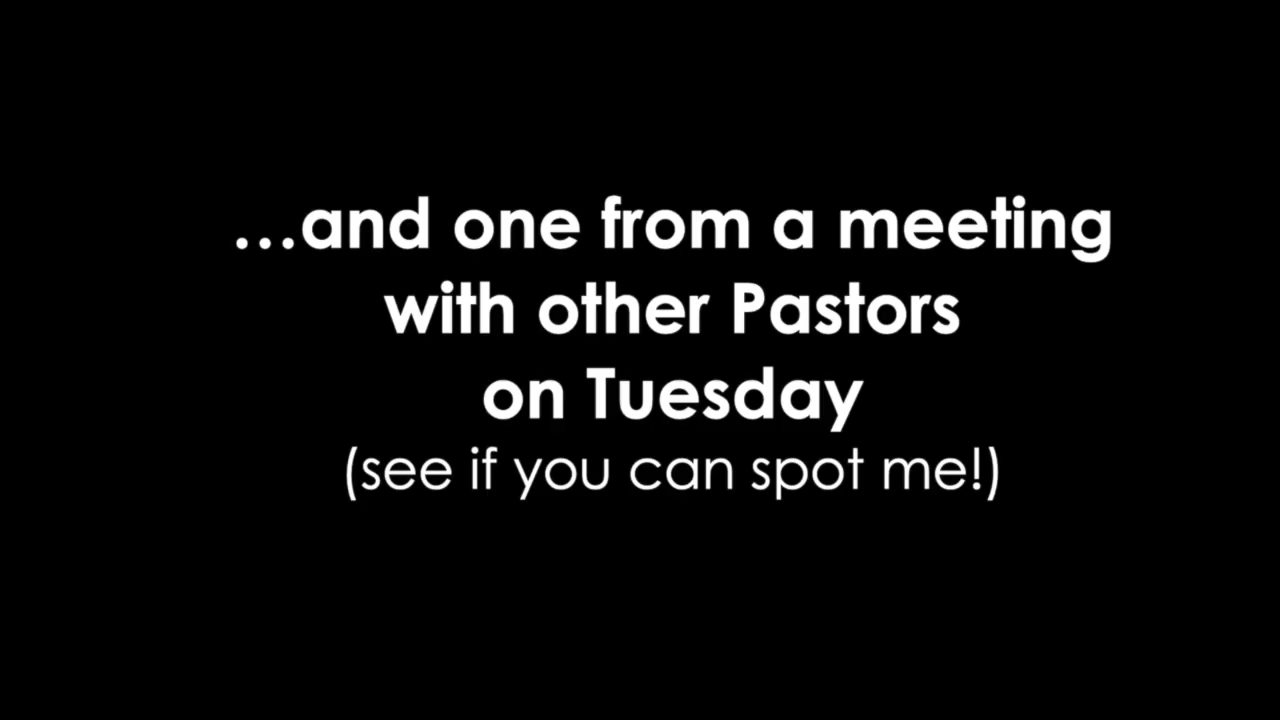 …and one from a meeting
with other Pastors
on Tuesday
(see if you can spot me!)